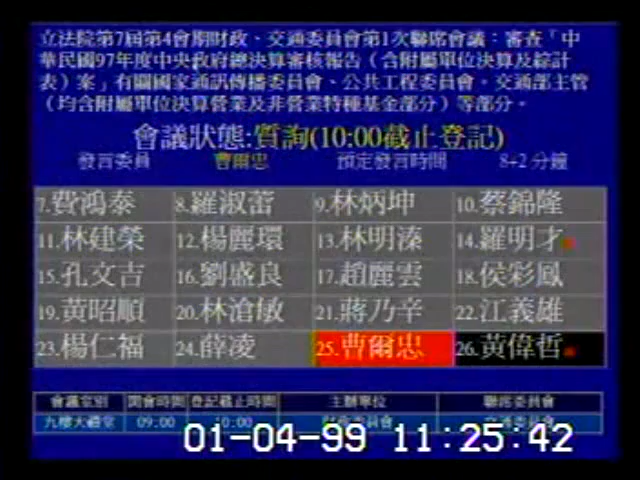 立法院第7屆第4會期財政、交通委員會第1次聯席會議：審查「中
華民國97年度中央政府總決算審核報告（含附屬單位決算及綜計
表）案」有關國家通訊傳播委員會、公共工程委員會、交通部主管
（均含附屬單位決算營業及非營業特種基金部分）等部分。
會議狀態:質詢(10:00截止登記)
發言委員 曹爾忠 預定發言時間 8+2 分鐘
7.費鴻泰 8.羅淑蕾 9.林炳坤 10.蔡錦隆
11.林建榮 12.楊麗環 13.林明溱 14.羅明才
15.孔文吉 16.劉盛良 17.趙麗雲 18.侯彩鳳
19.黃昭順 20.林滄敏 21.蔣乃辛 22.江義雄
23.楊仁福 24.薛凌 25.曹爾忠 26.黃偉哲
會議室別 開會時間 登記截止時間 主辦單位 聯席委員會
九樓大禮堂 09:00 10:00 財政委員會 交通委員會
01-04-99 11:25:42